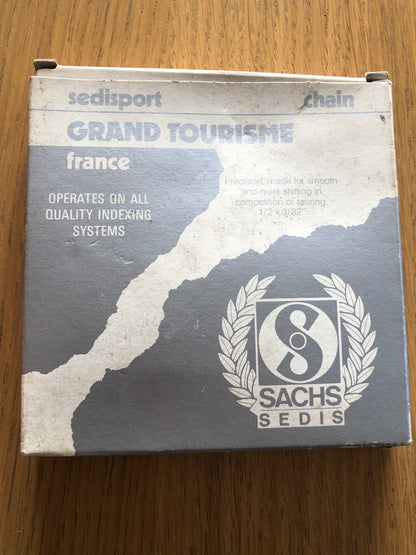 sedisport chain
GRAND TOURISME
france
Precision made for smooth
and quiet shifting in
competition or touring.
1/2 x 3/32"
OPERATES ON ALL
QUALITY INDEXING
SYSTEMS
S
SACHS
SEDIS